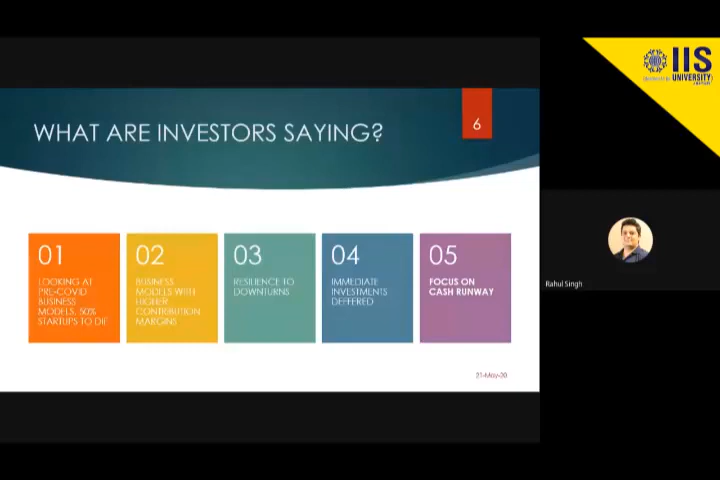 IIS
UNIVERSITY
WHAT ARE INVESTORS SAYING?
6
01
LOOKING AT
PRE-COVID
BUSINESS
MODELS, 50%
STARTUPS TO DIE
02
BUSINESS
MODELS WITH
HIGHER
CONTRIBUTION
MARGINS
03
RESILIENCE TO
DOWNTURNS
04
IMMEDIATE
INVESTMENTS
DEFFERED
05
FOCUS ON
CASH RUNWAY
21-May-20
Rahul Singh